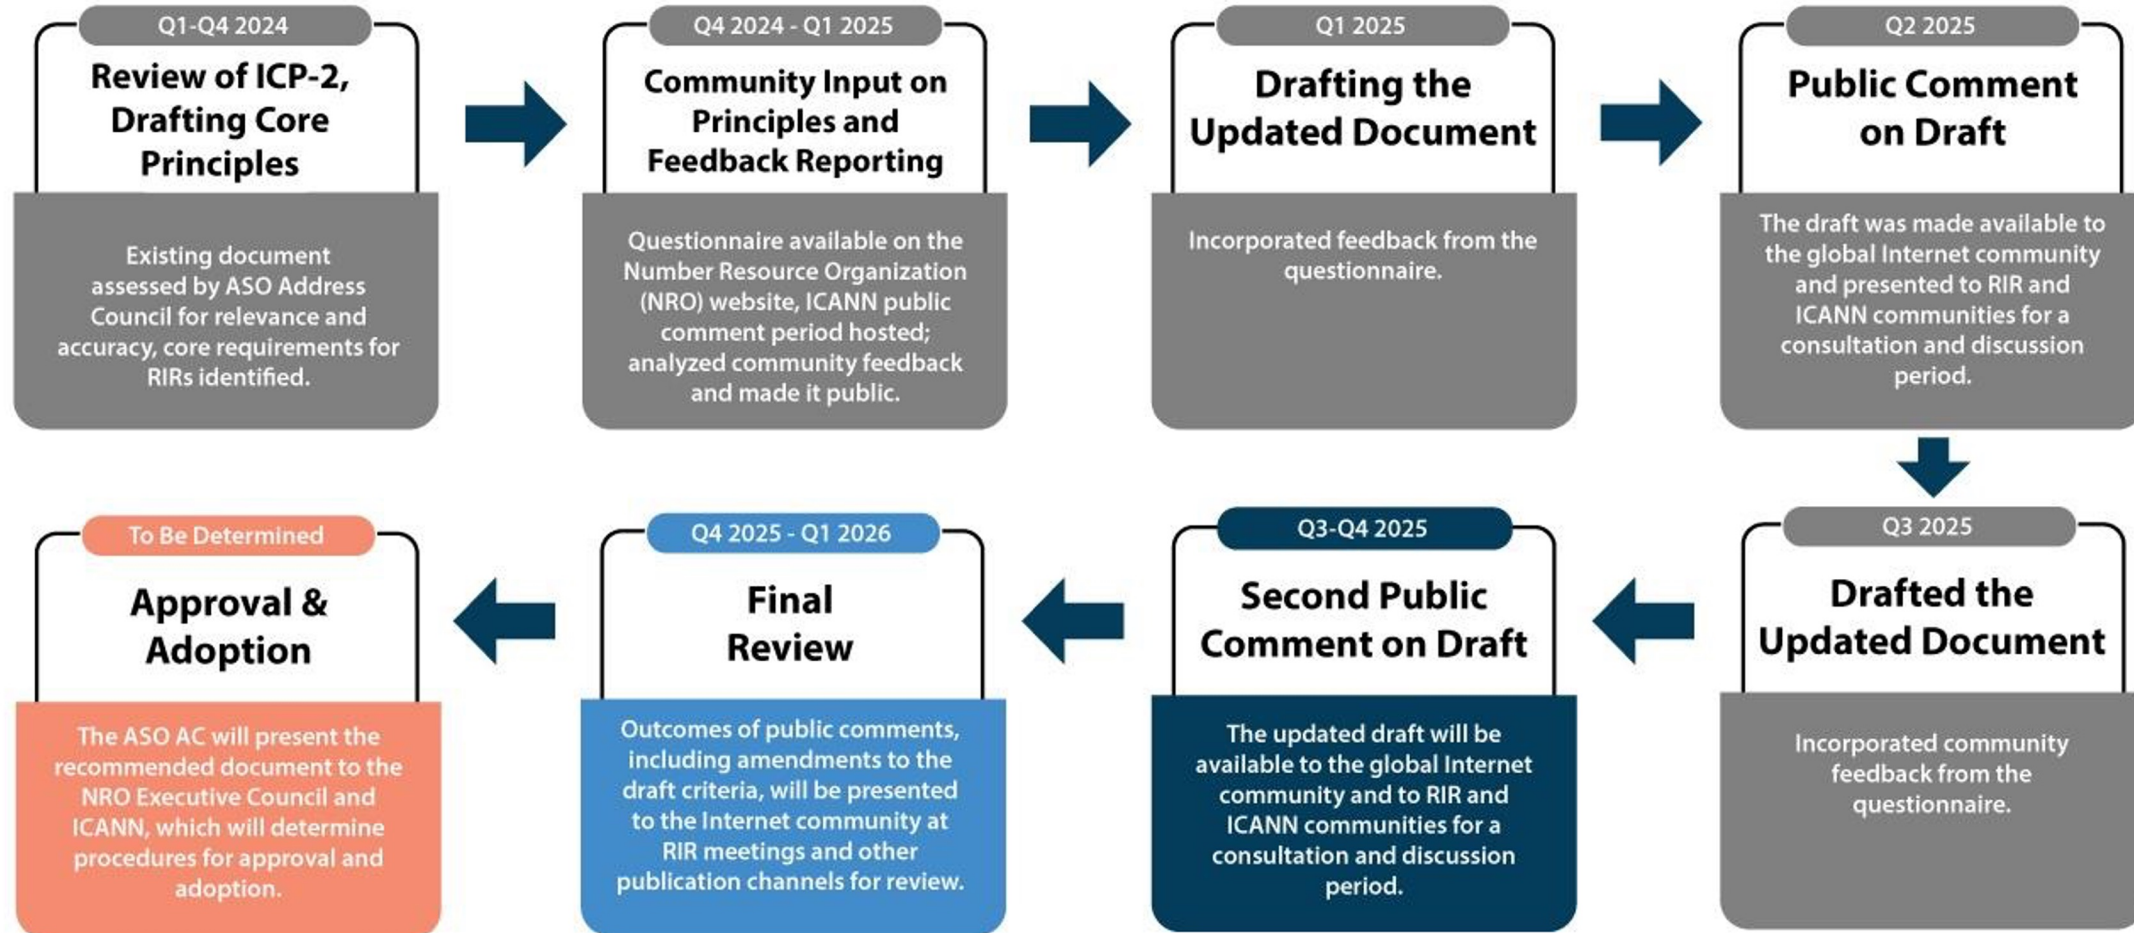 Q1-Q4 2024
Review of ICP-2,
Drafting Core
Principles
Existing document
assessed by ASO Address
Council for relevance and
accuracy, core requirements for
RIRs identified.
Q4 2024 - Q1 2025
Community Input on
Principles and
Feedback Reporting
Questionnaire available on the
Number Resource Organization
(NRO) website, ICANN public
comment period hosted;
analyzed community feedback
and made it public.
Q1 2025
Drafting the
Updated Document
Incorporated feedback from the
questionnaire.
Q2 2025
Public Comment
on Draft
The draft was made available to
the global Internet community
and presented to RIR and
ICANN communities for a
consultation and discussion
period.
Q3 2025
Drafted the
Updated Document
Incorporated community
feedback from the
questionnaire.
Q3-Q4 2025
Second Public
Comment on Draft
The updated draft will be
available to the global Internet
community and to RIR and
ICANN communities for a
consultation and discussion
period.
Q4 2025 - Q1 2026
Final
Review
Outcomes of public comments,
including amendments to the
draft criteria, will be presented
to the Internet community at
RIR meetings and other
publication channels for review.
To Be Determined
Approval &
Adoption
The ASO AC will present the
recommended document to the
NRO Executive Council and
ICANN, which will determine
procedures for approval and
adoption.